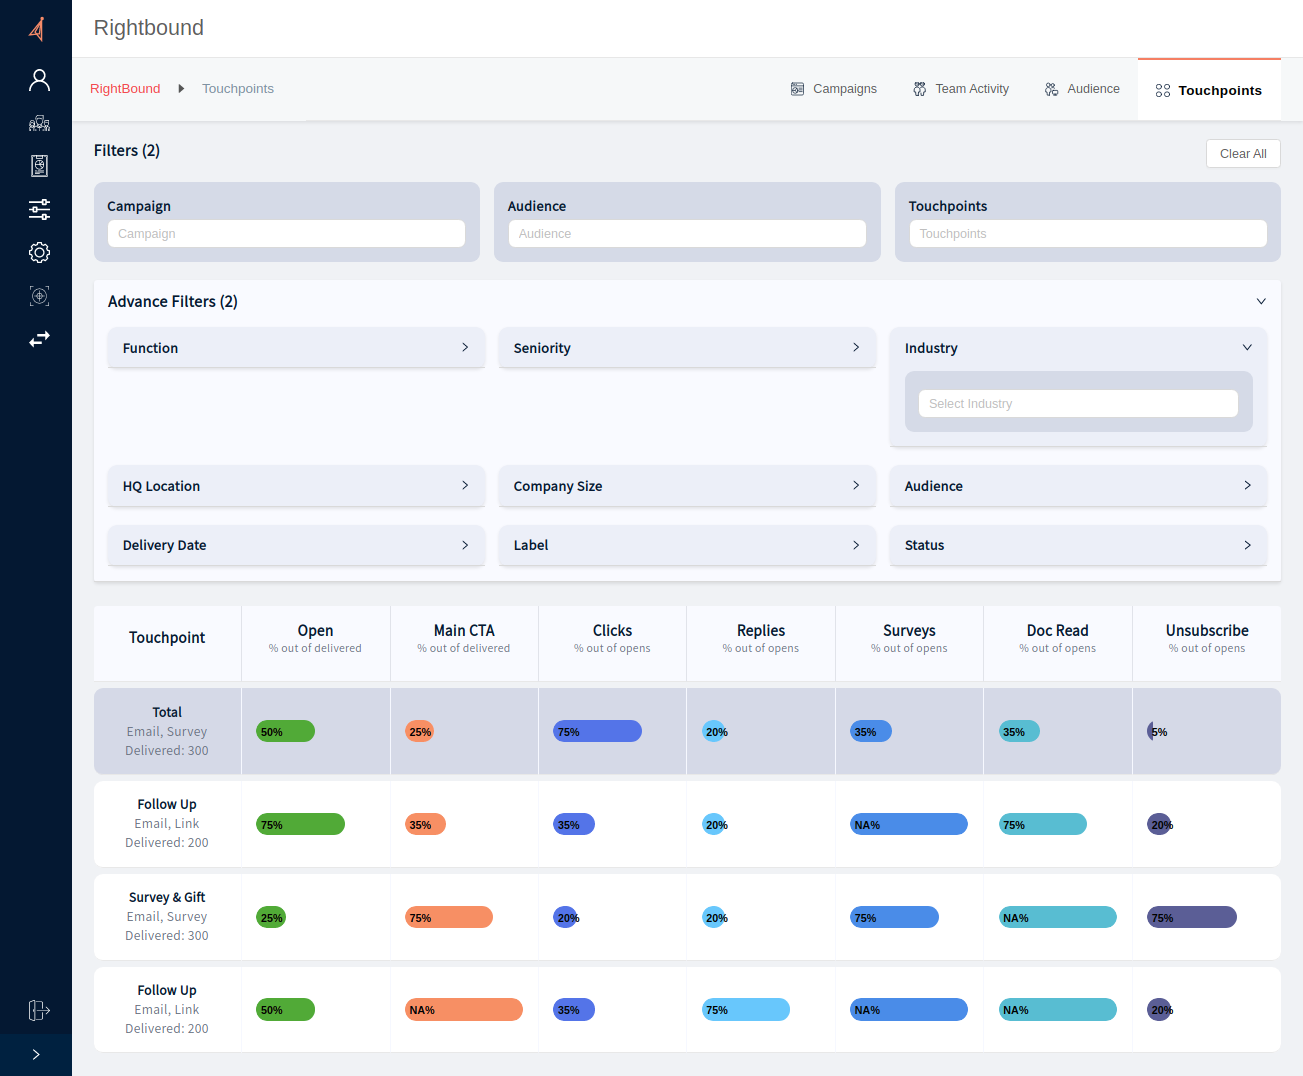 Rightbound
RightBound
Touchpoints
Campaigns
Team Activity
Audience
Touchpoints
Filters (2)
Clear All
Campaign
Audience
Touchpoints
Campaign
Audience
Touchpoints
Advance Filters (2)
Function
Seniority
Industry
Select Industry
HQ Location
Company Size
Audience
Delivery Date
Label
Status
Touchpoint
Open
% out of delivered
Main CTA
% out of delivered
Clicks
% out of opens
Replies
% out of opens
Surveys
% out of opens
Doc Read
% out of opens
Unsubscribe
% out of opens
Total
Email, Survey
Delivered: 300
50%
25%
75%
20%
35%
35%
5%
Follow Up
Email, Link
Delivered: 200
75%
35%
35%
20%
NA%
75%
20%
Survey & Gift
Email, Survey
Delivered: 300
25%
75%
20%
20%
75%
NA%
75%
Follow Up
Email, Link
Delivered: 200
50%
NA%
35%
75%
NA%
NA%
20%